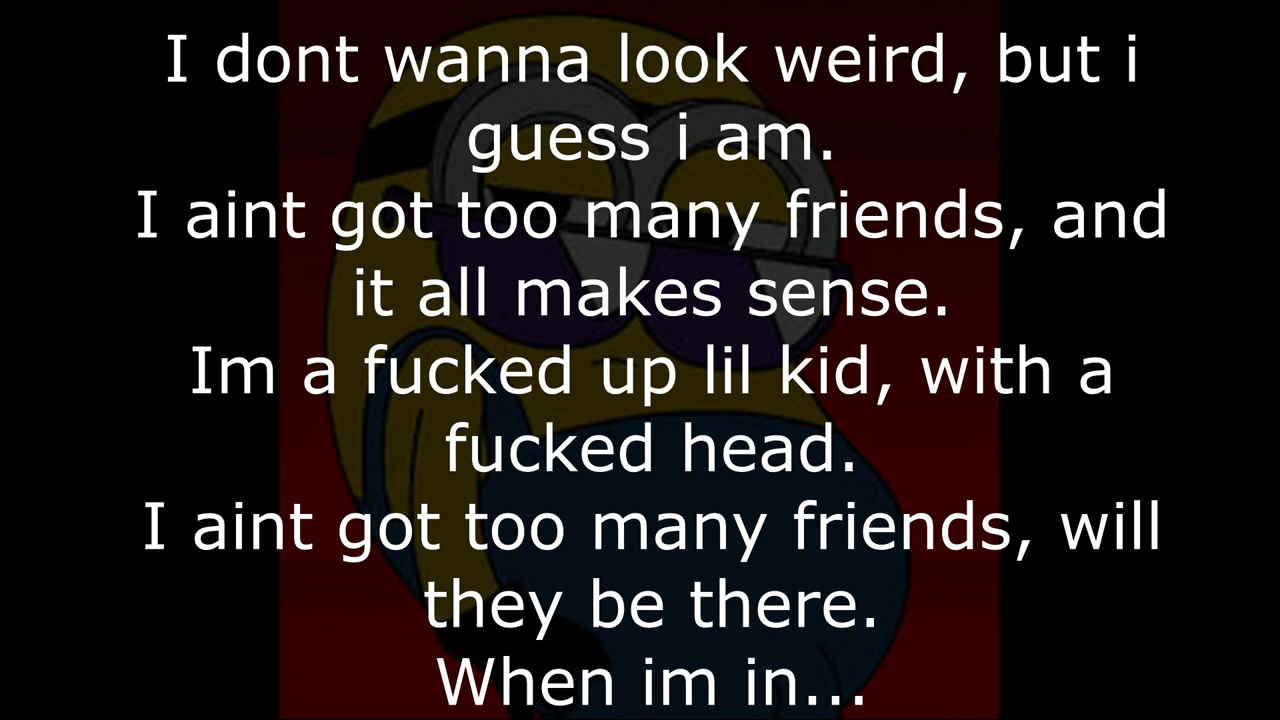 I dont wanna look weird, but i
guess i am.
I aint got too many friends, and
it all makes sense.
Im a fucked up lil kid, with a
fucked head.
I aint got too many friends, will
they be there.
When im in...